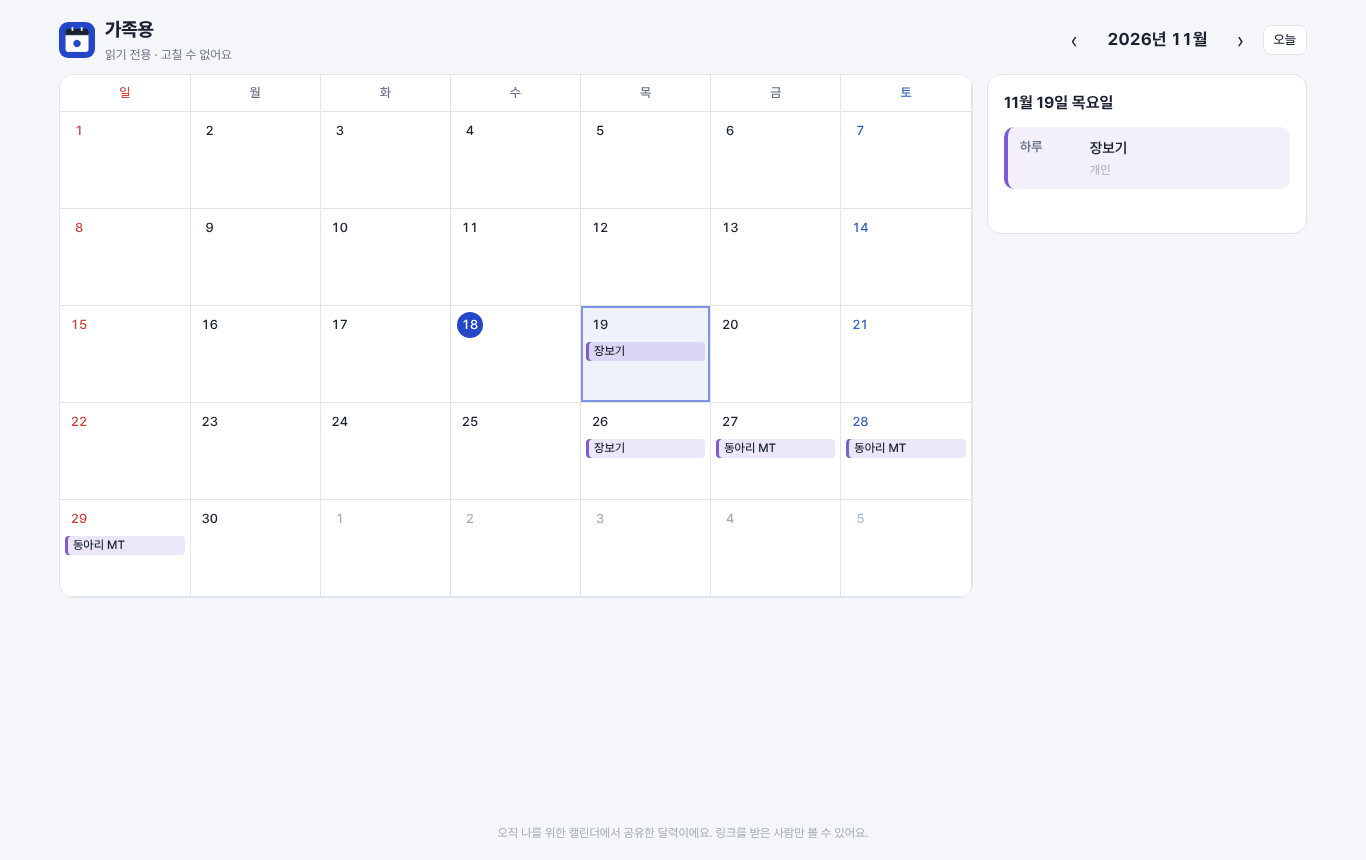 가족용
읽기 전용 · 고칠 수 없어요
‹ 2026년 11월 › 오늘
일 월 화 수 목 금 토
1 2 3 4 5 6 7
8 9 10 11 12 13 14
15 16 17 18 19 20 21
장보기
22 23 24 25 26 27 28
장보기 동아리 MT 동아리 MT
29 30 1 2 3 4 5
동아리 MT
11월 19일 목요일
하루 장보기
개인
오직 나를 위한 캘린더에서 공유한 달력이에요. 링크를 받은 사람만 볼 수 있어요.